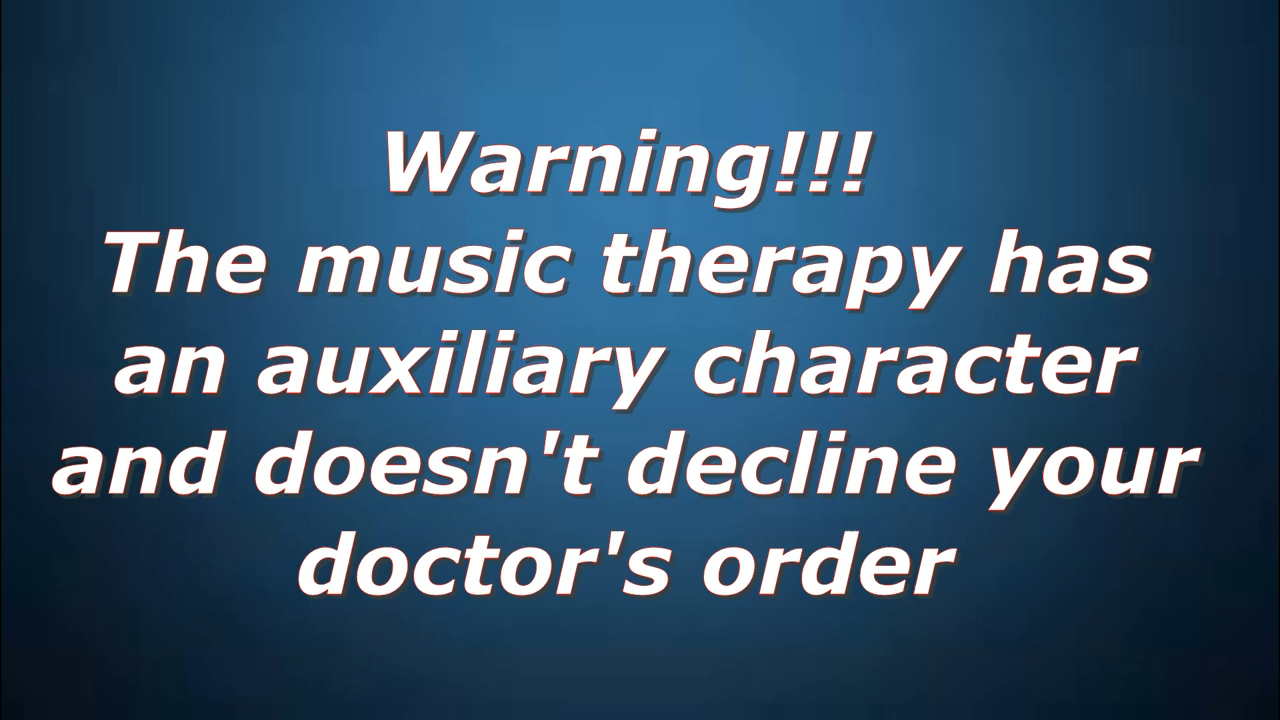 Warning!!!
The music therapy has
an auxiliary character
and doesn't decline your
doctor's order